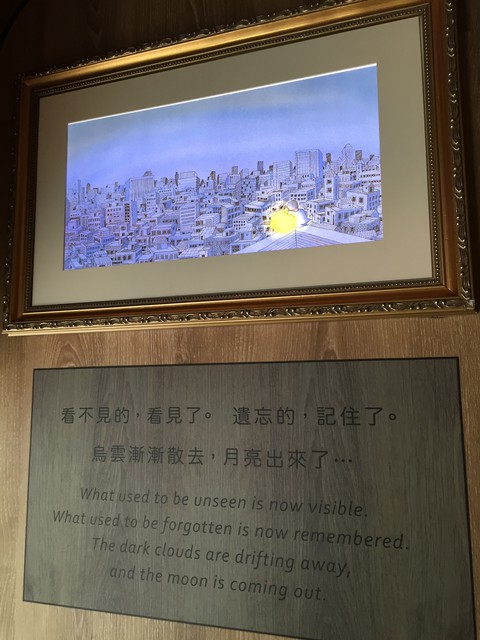 看不見的，看見了。 遺忘的，記住了。
烏雲漸漸散去，月亮出來了⋯
What used to be unseen is now visible.
What used to be forgotten is now remembered.
The dark clouds are drifting away,
and the moon is coming out.